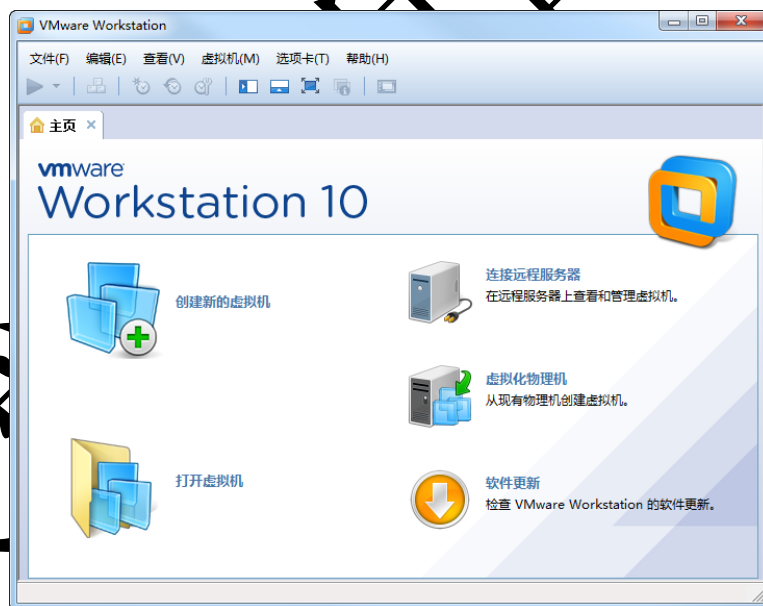 VMware Workstation
文件(F) 编辑(E) 查看(V) 虚拟机(M) 选项卡(T) 帮助(H)
主页
vmware
Workstation 10
创建新的虚拟机
连接远程服务器
在远程服务器上查看和管理虚拟机。
虚拟化物理机
从现有物理机创建虚拟机。
打开虚拟机
软件更新
检查 VMware Workstation 的软件更新。